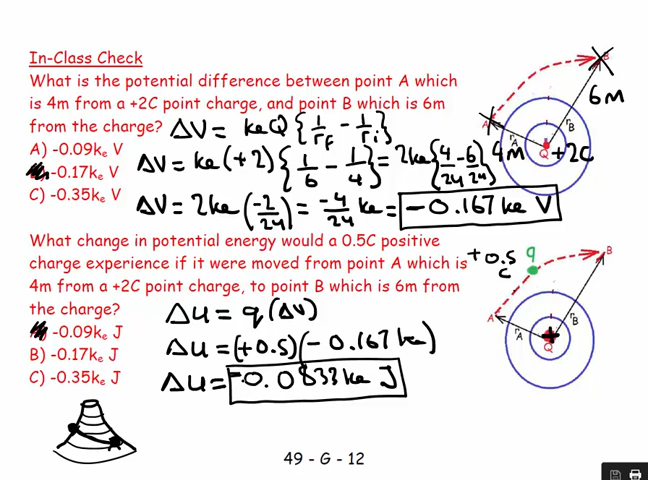 In-Class Check
What is the potential difference between point A which
is 4m from a +2C point charge, and point B which is 6m
from the charge? ΔV = keQ {1/rf - 1/ri}
A) -0.09ke V ΔV = ke(+2){1/6 - 1/4} = 2ke{4/24 - 6/24}
-0.17ke V
C) -0.35ke V ΔV = 2ke(-2/24) = -4/24 ke = -0.167 ke V
B
6m
A
rB
rA
4m
Q
+2C
What change in potential energy would a 0.5C positive
charge experience if it were moved from point A which is
4m from a +2C point charge, to point B which is 6m from
the charge? Δu = q(ΔV)
-0.09ke J Δu = (+0.5)(-0.167 ke)
B) -0.17ke J
C) -0.35ke J Δu = -0.0833 ke J
+0.5 C
q
B
A
rA
rB
+
Q
49 - G - 12